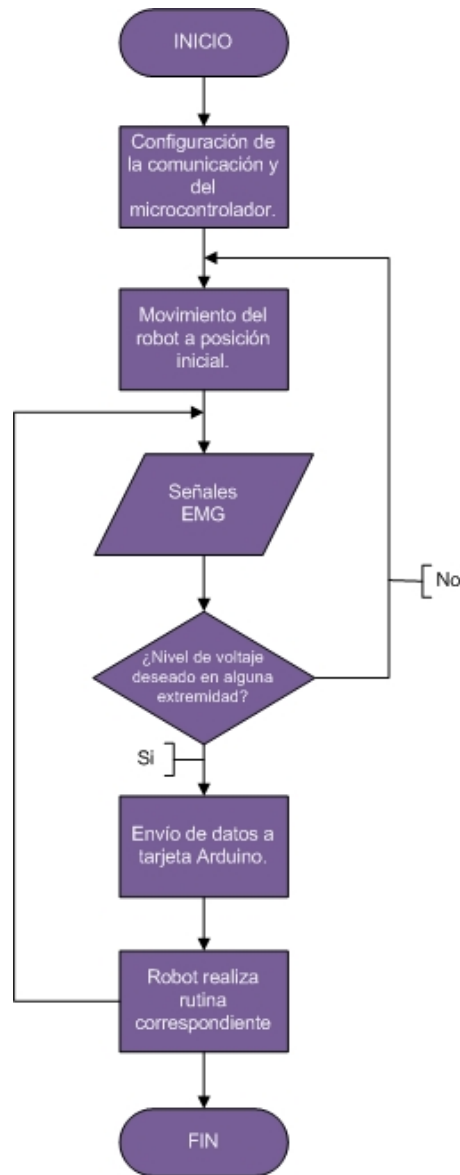 INICIO
Configuración de
la comunicación y
del
microcontrolador.
Movimiento del
robot a posición
inicial.
Señales
EMG
No
¿Nivel de voltaje
deseado en alguna
extremidad?
Si
Envío de datos a
tarjeta Arduino.
Robot realiza
rutina
correspondiente
FIN